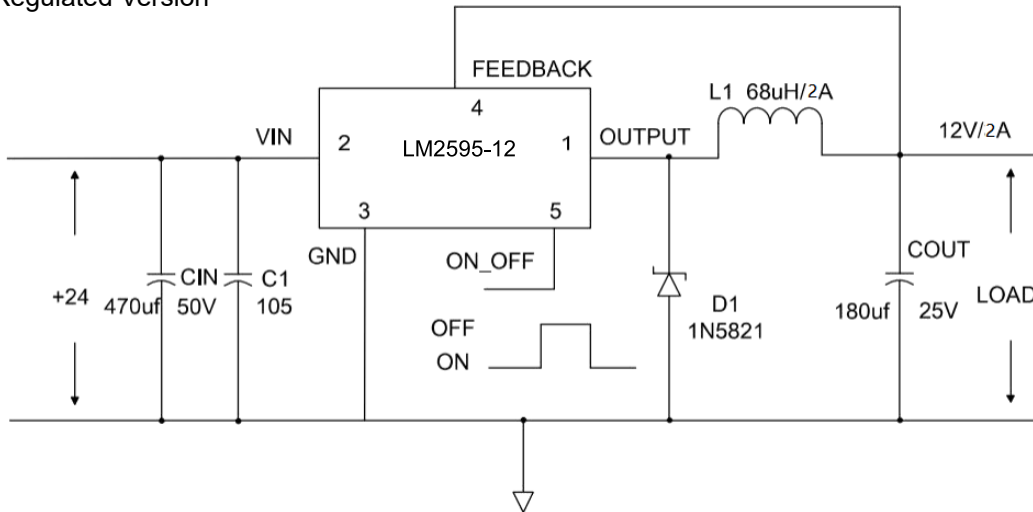 Regulated Version
FEEDBACK
L1 68uH/2A
4
VIN
2
LM2595-12
1
OUTPUT
12V/2A
3
5
GND
ON_OFF
COUT
+24
470uf
CIN
50V
C1
105
D1
1N5821
180uf
25V
LOAD
OFF
ON